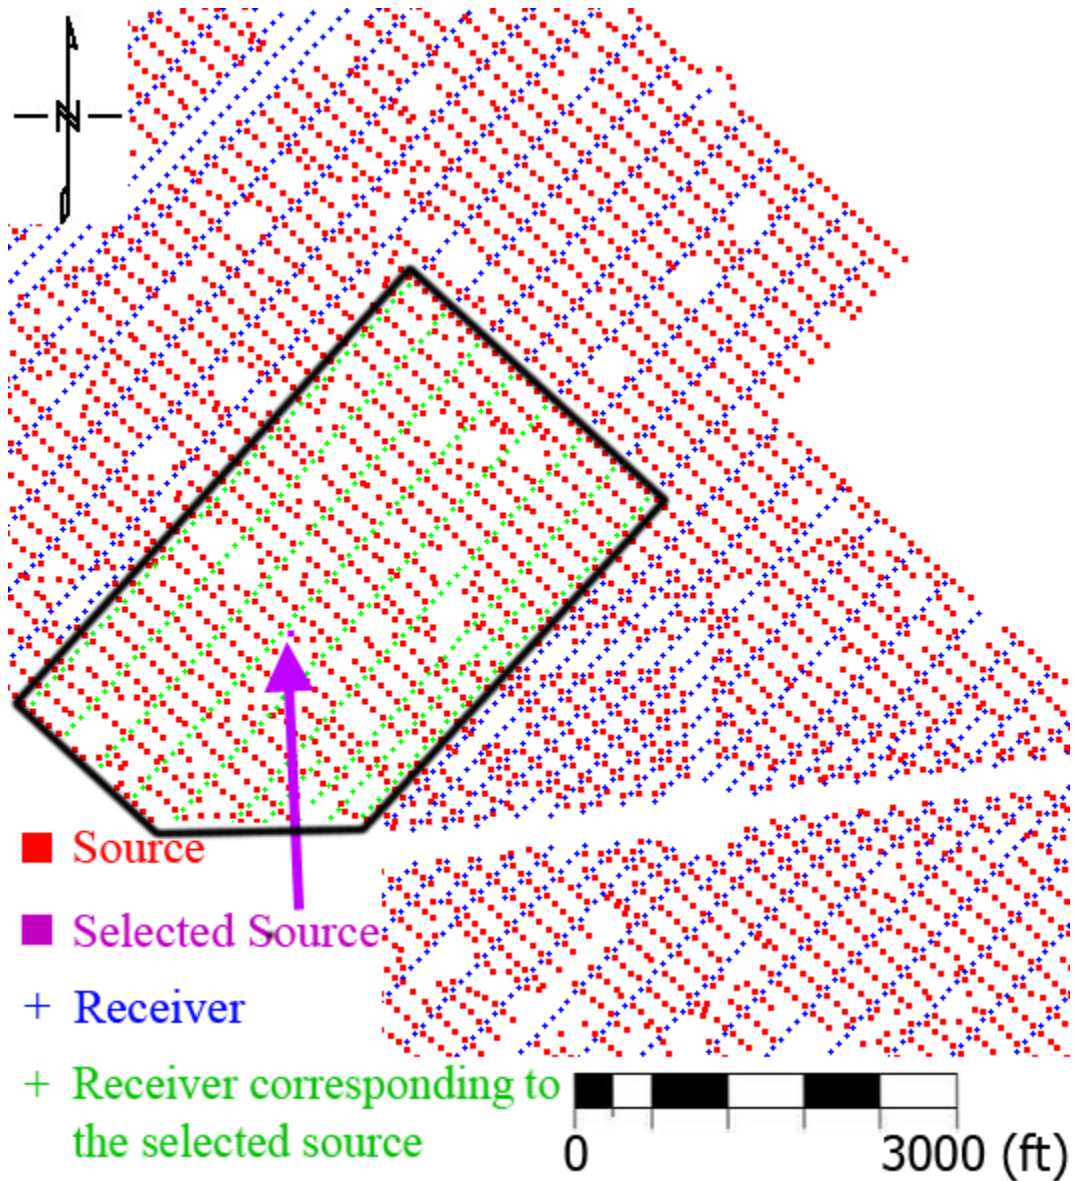 N
Source
Selected Source
+ Receiver
+ Receiver corresponding to
the selected source
0 3000 (ft)